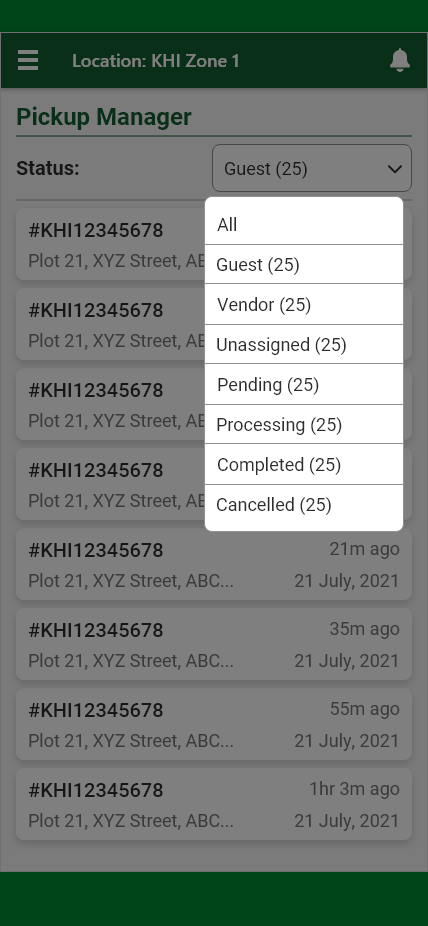 Location: KHI Zone 1
Pickup Manager
Status:
Guest (25)
All
Guest (25)
Vendor (25)
Unassigned (25)
Pending (25)
Processing (25)
Completed (25)
Cancelled (25)
#KHI12345678
Plot 21, XYZ Street, AB
#KHI12345678
Plot 21, XYZ Street, AB
#KHI12345678
Plot 21, XYZ Street, AB
#KHI12345678
Plot 21, XYZ Street, AB
#KHI12345678 21m ago
Plot 21, XYZ Street, ABC... 21 July, 2021
#KHI12345678 35m ago
Plot 21, XYZ Street, ABC... 21 July, 2021
#KHI12345678 55m ago
Plot 21, XYZ Street, ABC... 21 July, 2021
#KHI12345678 1hr 3m ago
Plot 21, XYZ Street, ABC... 21 July, 2021